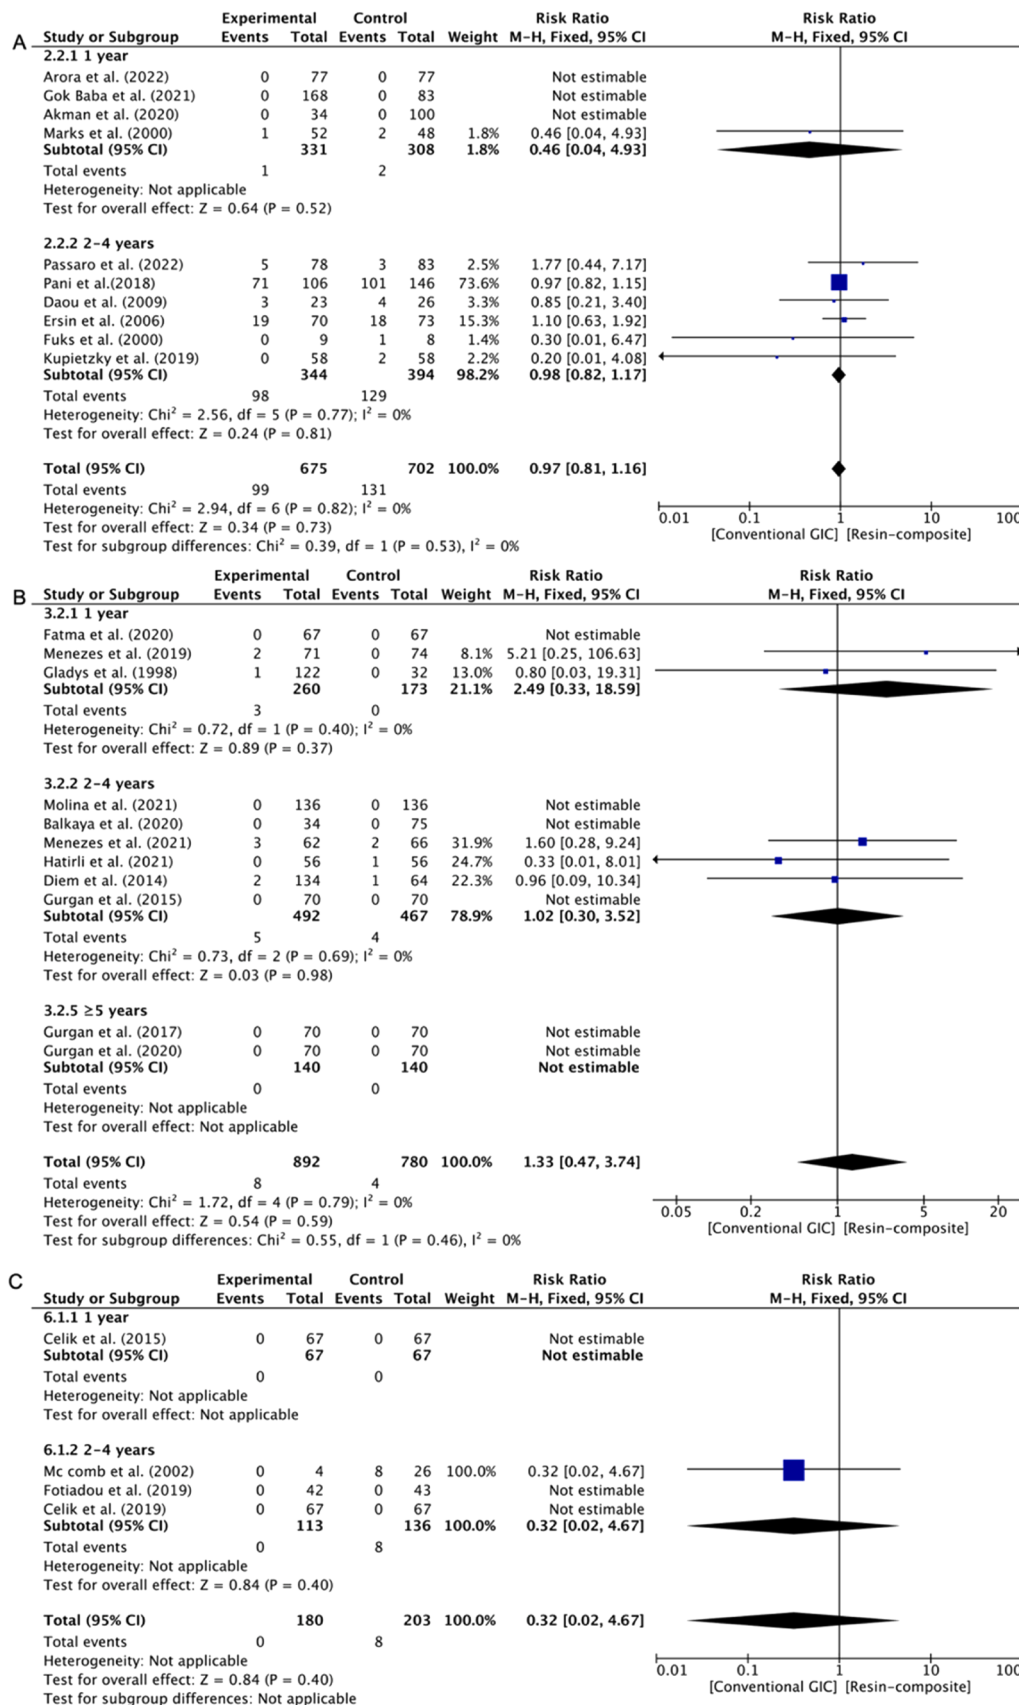 A
Experimental Control Risk Ratio Risk Ratio
Study or Subgroup Events Total Events Total Weight M-H, Fixed, 95% CI M-H, Fixed, 95% CI
2.2.1 1 year
Arora et al. (2022) 0 77 0 77 Not estimable
Gok Baba et al. (2021) 0 168 0 83 Not estimable
Akman et al. (2020) 0 34 0 100 Not estimable
Marks et al. (2000) 1 52 2 48 1.8% 0.46 [0.04, 4.93]
Subtotal (95% CI) 331 308 1.8% 0.46 [0.04, 4.93]
Total events 1 2
Heterogeneity: Not applicable
Test for overall effect: Z = 0.64 (P = 0.52)
2.2.2 2-4 years
Passaro et al. (2022) 5 78 3 83 2.5% 1.77 [0.44, 7.17]
Pani et al.(2018) 71 106 101 146 73.6% 0.97 [0.82, 1.15]
Daou et al. (2009) 3 23 4 26 3.3% 0.85 [0.21, 3.40]
Ersin et al. (2006) 19 70 18 73 15.3% 1.10 [0.63, 1.92]
Fuks et al. (2000) 0 9 1 8 1.4% 0.30 [0.01, 6.47]
Kupietzky et al. (2019) 0 58 2 58 2.2% 0.20 [0.01, 4.08]
Subtotal (95% CI) 344 394 98.2% 0.98 [0.82, 1.17]
Total events 98 129
Heterogeneity: Chi² = 2.56, df = 5 (P = 0.77); I² = 0%
Test for overall effect: Z = 0.24 (P = 0.81)
Total (95% CI) 675 702 100.0% 0.97 [0.81, 1.16]
Total events 99 131
Heterogeneity: Chi² = 2.94, df = 6 (P = 0.82); I² = 0%
Test for overall effect: Z = 0.34 (P = 0.73)
Test for subgroup differences: Chi² = 0.39, df = 1 (P = 0.53), I² = 0%
0.01 0.1 1 10 100
[Conventional GIC] [Resin-composite]
B
Experimental Control Risk Ratio Risk Ratio
Study or Subgroup Events Total Events Total Weight M-H, Fixed, 95% CI M-H, Fixed, 95% CI
3.2.1 1 year
Fatma et al. (2020) 0 67 0 67 Not estimable
Menezes et al. (2019) 2 71 0 74 8.1% 5.21 [0.25, 106.63]
Gladys et al. (1998) 1 122 0 32 13.0% 0.80 [0.03, 19.31]
Subtotal (95% CI) 260 173 21.1% 2.49 [0.33, 18.59]
Total events 3 0
Heterogeneity: Chi² = 0.72, df = 1 (P = 0.40); I² = 0%
Test for overall effect: Z = 0.89 (P = 0.37)
3.2.2 2-4 years
Molina et al. (2021) 0 136 0 136 Not estimable
Balkaya et al. (2020) 0 34 0 75 Not estimable
Menezes et al. (2021) 3 62 2 66 31.9% 1.60 [0.28, 9.24]
Hatirli et al. (2021) 0 56 1 56 24.7% 0.33 [0.01, 8.01]
Diem et al. (2014) 2 134 1 64 22.3% 0.96 [0.09, 10.34]
Gurgan et al. (2015) 0 70 0 70 Not estimable
Subtotal (95% CI) 492 467 78.9% 1.02 [0.30, 3.52]
Total events 5 4
Heterogeneity: Chi² = 0.73, df = 2 (P = 0.69); I² = 0%
Test for overall effect: Z = 0.03 (P = 0.98)
3.2.5 ≥5 years
Gurgan et al. (2017) 0 70 0 70 Not estimable
Gurgan et al. (2020) 0 70 0 70 Not estimable
Subtotal (95% CI) 140 140 Not estimable
Total events 0 0
Heterogeneity: Not applicable
Test for overall effect: Not applicable
Total (95% CI) 892 780 100.0% 1.33 [0.47, 3.74]
Total events 8 4
Heterogeneity: Chi² = 1.72, df = 4 (P = 0.79); I² = 0%
Test for overall effect: Z = 0.54 (P = 0.59)
Test for subgroup differences: Chi² = 0.55, df = 1 (P = 0.46), I² = 0%
0.05 0.2 1 5 20
[Conventional GIC] [Resin-composite]
C
Experimental Control Risk Ratio Risk Ratio
Study or Subgroup Events Total Events Total Weight M-H, Fixed, 95% CI M-H, Fixed, 95% CI
6.1.1 1 year
Celik et al. (2015) 0 67 0 67 Not estimable
Subtotal (95% CI) 67 67 Not estimable
Total events 0 0
Heterogeneity: Not applicable
Test for overall effect: Not applicable
6.1.2 2-4 years
Mc comb et al. (2002) 0 4 8 26 100.0% 0.32 [0.02, 4.67]
Fotiadou et al. (2019) 0 42 0 43 Not estimable
Celik et al. (2019) 0 67 0 67 Not estimable
Subtotal (95% CI) 113 136 100.0% 0.32 [0.02, 4.67]
Total events 0 8
Heterogeneity: Not applicable
Test for overall effect: Z = 0.84 (P = 0.40)
Total (95% CI) 180 203 100.0% 0.32 [0.02, 4.67]
Total events 0 8
Heterogeneity: Not applicable
Test for overall effect: Z = 0.84 (P = 0.40)
Test for subgroup differences: Not applicable
0.01 0.1 1 10 100
[Conventional GIC] [Resin-composite]